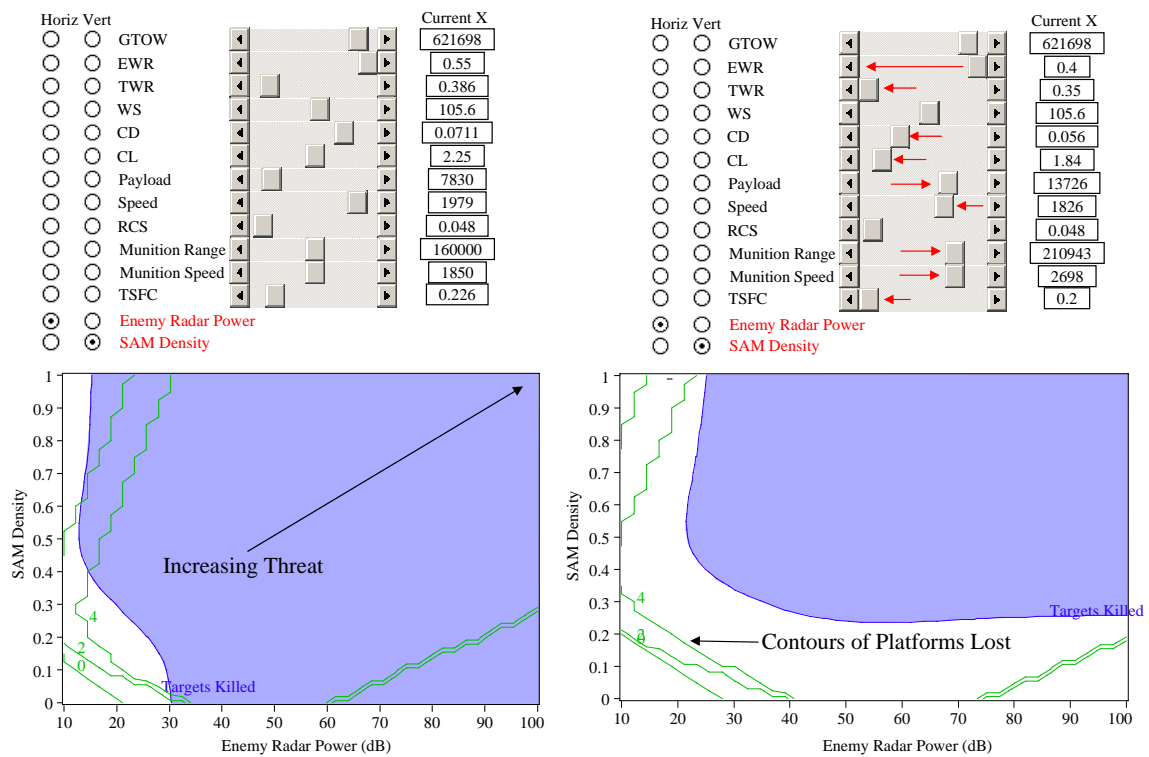 Horiz Vert
Current X
GTOW 621698
EWR 0.55
TWR 0.386
WS 105.6
CD 0.0711
CL 2.25
Payload 7830
Speed 1979
RCS 0.048
Munition Range 160000
Munition Speed 1850
TSFC 0.226
Enemy Radar Power
SAM Density
Horiz Vert
Current X
GTOW 621698
EWR 0.4
TWR 0.35
WS 105.6
CD 0.056
CL 1.84
Payload 13726
Speed 1826
RCS 0.048
Munition Range 210943
Munition Speed 2698
TSFC 0.2
Enemy Radar Power
SAM Density
1
0.9
0.8
0.7
0.6
0.5
0.4
0.3
0.2
0.1
0
SAM Density
Increasing Threat
4
2
0
Targets Killed
10 20 30 40 50 60 70 80 90 100
Enemy Radar Power (dB)
1
0.9
0.8
0.7
0.6
0.5
0.4
0.3
0.2
0.1
0
SAM Density
4
Targets Killed
Contours of Platforms Lost
10 20 30 40 50 60 70 80 90 100
Enemy Radar Power (dB)